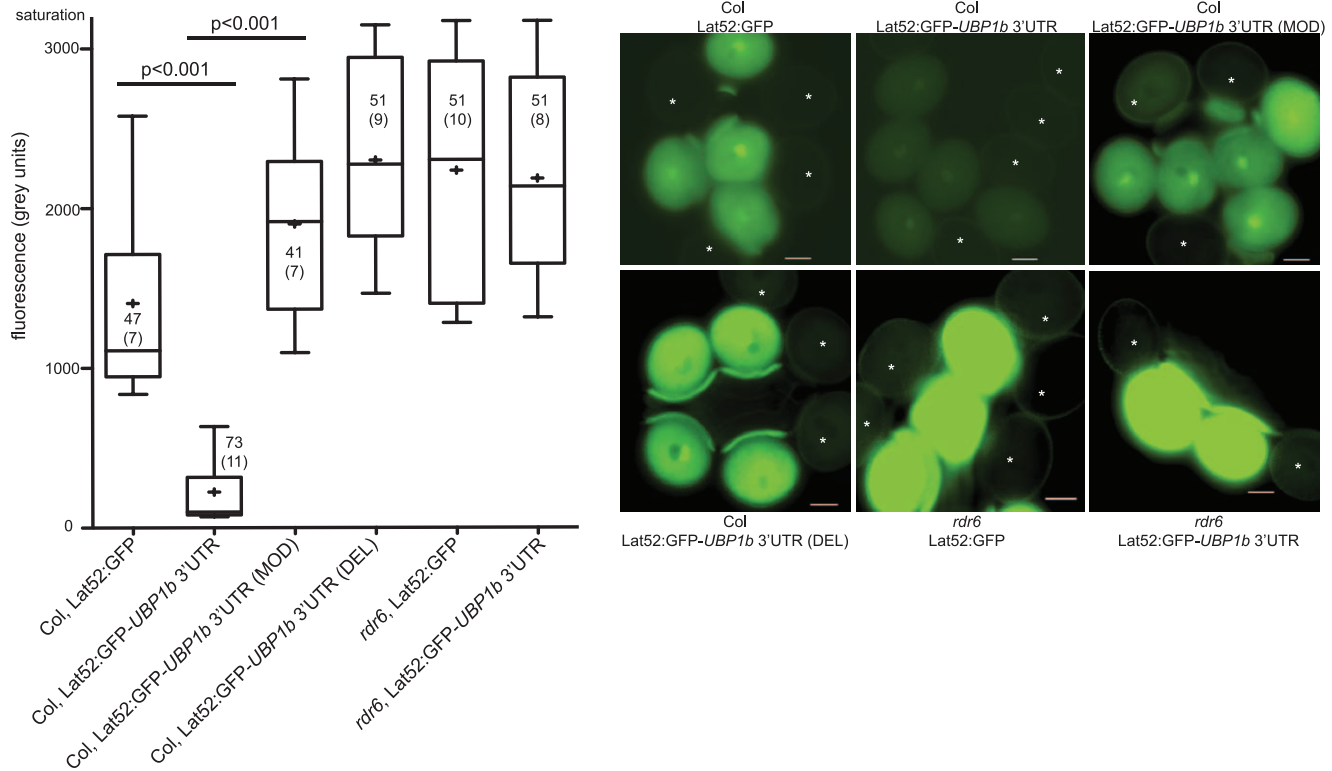 saturation
p<0.001
3000
p<0.001
51
(9)
51
(10)
51
(8)
2000
fluorescence (grey units)
41
(7)
47
(7)
1000
73
(11)
0
Col, Lat52:GFP
Col, Lat52:GFP-UBP1b 3'UTR
Col, Lat52:GFP-UBP1b 3'UTR (MOD)
Col, Lat52:GFP-UBP1b 3'UTR (DEL)
rdr6, Lat52:GFP
rdr6, Lat52:GFP-UBP1b 3'UTR
Col
Lat52:GFP
Col
Lat52:GFP-UBP1b 3'UTR
Col
Lat52:GFP-UBP1b 3'UTR (MOD)
Col
Lat52:GFP-UBP1b 3'UTR (DEL)
rdr6
Lat52:GFP
rdr6
Lat52:GFP-UBP1b 3'UTR